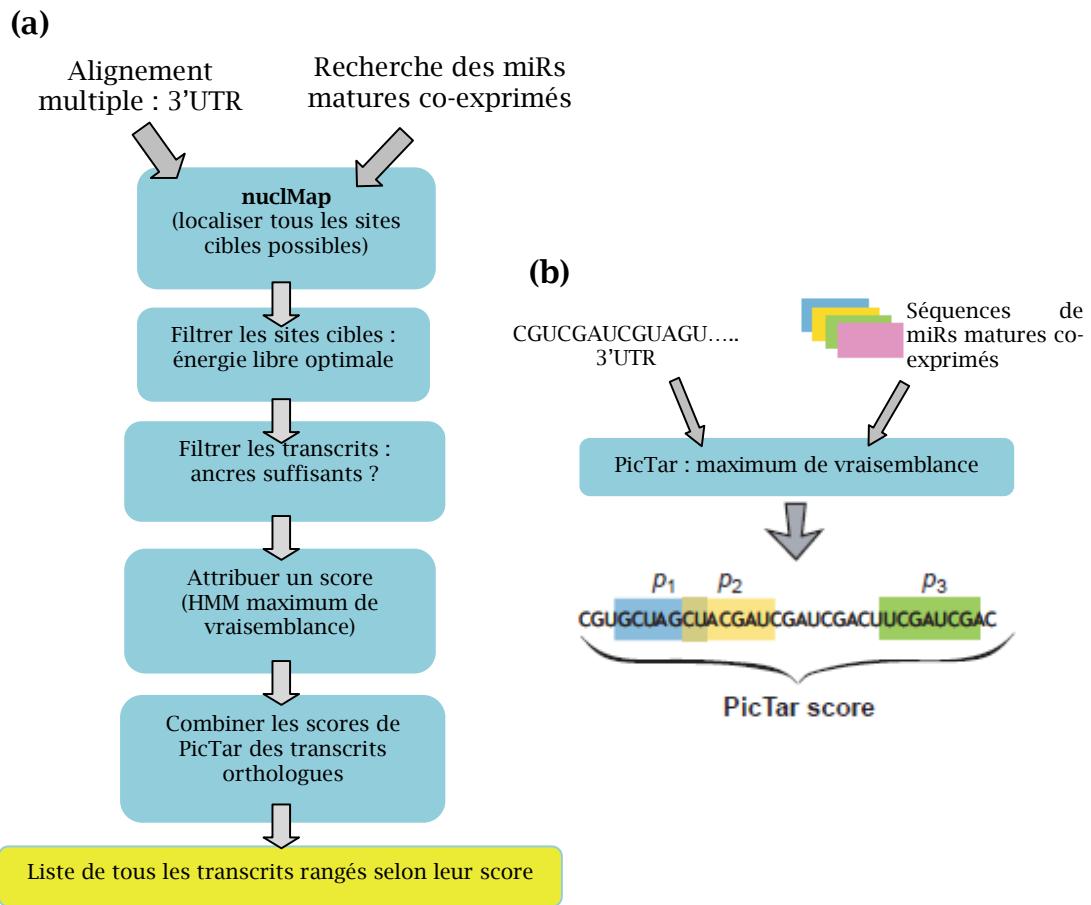 (a)
Alignement
multiple : 3’UTR
Recherche des miRs
matures co-exprimés
nuclMap
(localiser tous les sites
cibles possibles)
Filtrer les sites cibles :
énergie libre optimale
Filtrer les transcrits :
ancres suffisants ?
Attribuer un score
(HMM maximum de
vraisemblance)
Combiner les scores de
PicTar des transcrits
orthologues
Liste de tous les transcrits rangés selon leur score
(b)
CGUCGAUCGUAGU…..
3’UTR
Séquences de
miRs matures co-
exprimés
PicTar : maximum de vraisemblance
p1 p2 p3
CGUGCUAGCUACGAUCGAUCGACUUCGAUCGAC
PicTar score